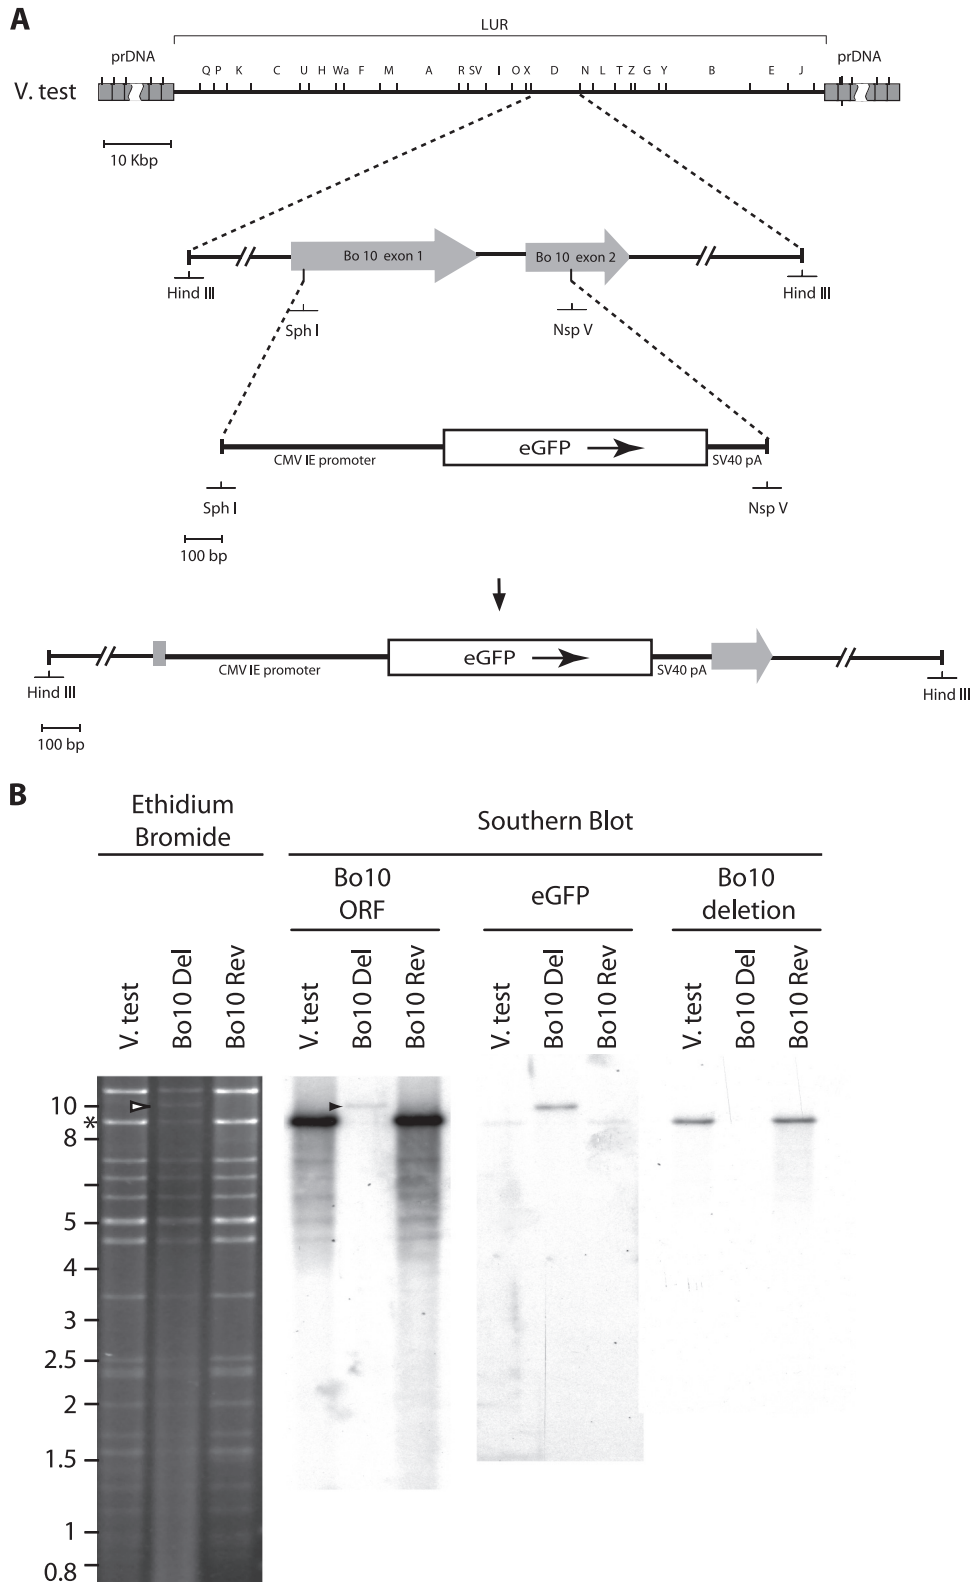 A
LUR
prDNA
Q P K C U H Wa F M A R SV I O X D N L T Z G Y B E J
prDNA
V. test
10 Kbp
Bo 10 exon 1
Bo 10 exon 2
Hind III
Sph I
Nsp V
Hind III
eGFP
CMV IE promoter
SV40 pA
Sph I
Nsp V
100 bp
eGFP
CMV IE promoter
SV40 pA
Hind III
Hind III
100 bp
B
Ethidium
Bromide
Southern Blot
Bo10
ORF
eGFP
Bo10
deletion
V. test
Bo10 Del
Bo10 Rev
V. test
Bo10 Del
Bo10 Rev
V. test
Bo10 Del
Bo10 Rev
V. test
Bo10 Del
Bo10 Rev
10
*
8
5
4
3
2.5
2
1.5
1
0.8